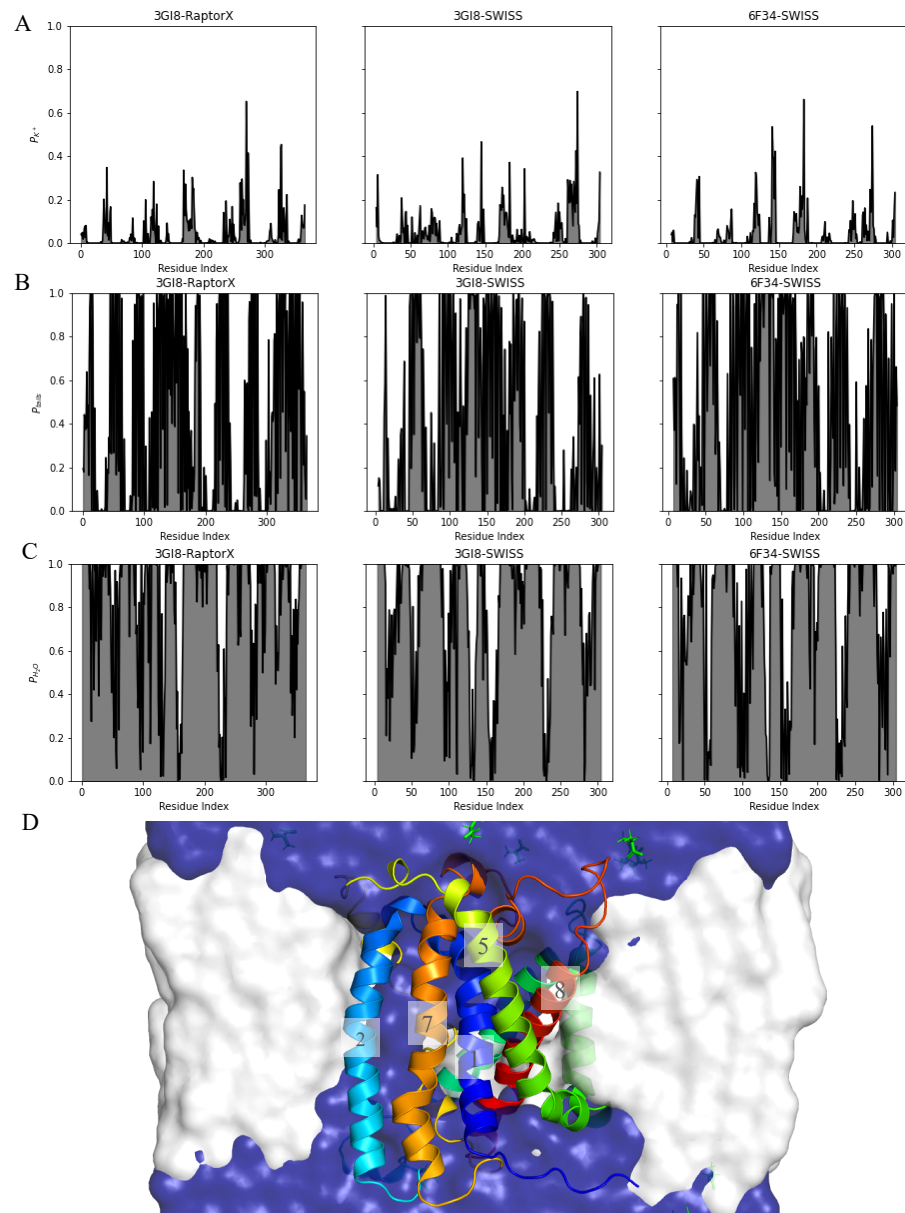 A
3GI8-RaptorX 3GI8-SWISS 6F34-SWISS
1.0
0.8
0.6
0.4
0.2
0.0
P_{K^+}
0 100 200 300 0 50 100 150 200 250 300 0 50 100 150 200 250 300
Residue Index Residue Index Residue Index
B
3GI8-RaptorX 3GI8-SWISS 6F34-SWISS
1.0
0.8
0.6
0.4
0.2
0.0
P_{tails}
0 100 200 300 0 50 100 150 200 250 300 0 50 100 150 200 250 300
Residue Index Residue Index Residue Index
C
3GI8-RaptorX 3GI8-SWISS 6F34-SWISS
1.0
0.8
0.6
0.4
0.2
0.0
P_{H_2O}
0 100 200 300 0 50 100 150 200 250 300 0 50 100 150 200 250 300
Residue Index Residue Index Residue Index
D
5
8
7
2
1